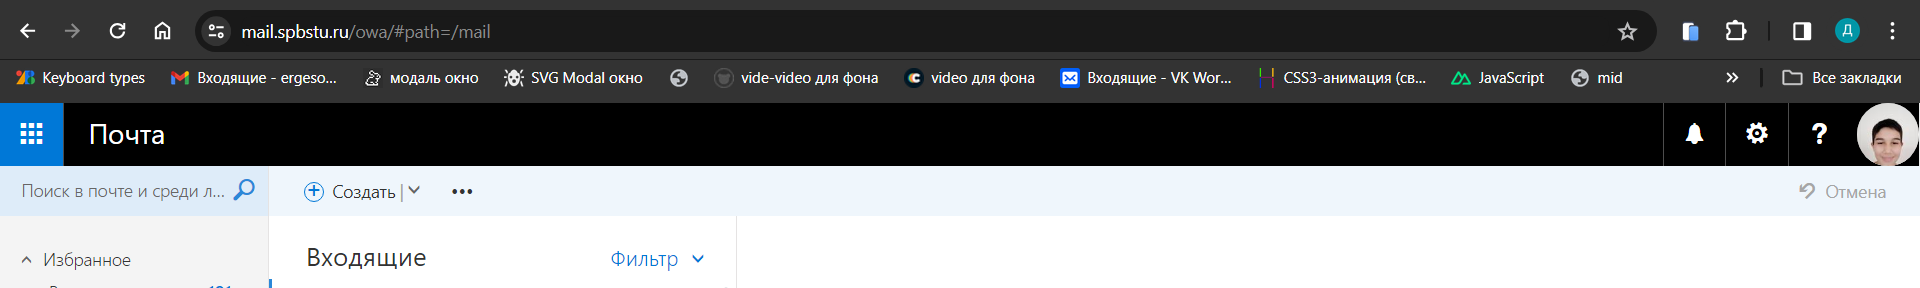 mail.spbstu.ru/owa/#path=/mail
Д
Keyboard types Входящие - ergeso... модаль окно SVG Modal окно vide-video для фона video для фона Входящие - VK Wor... CSS3-анимация (св... JavaScript mid » Все закладки
Почта ?
Поиск в почте и среди л... Создать | ••• Отмена
Избранное Входящие Фильтр